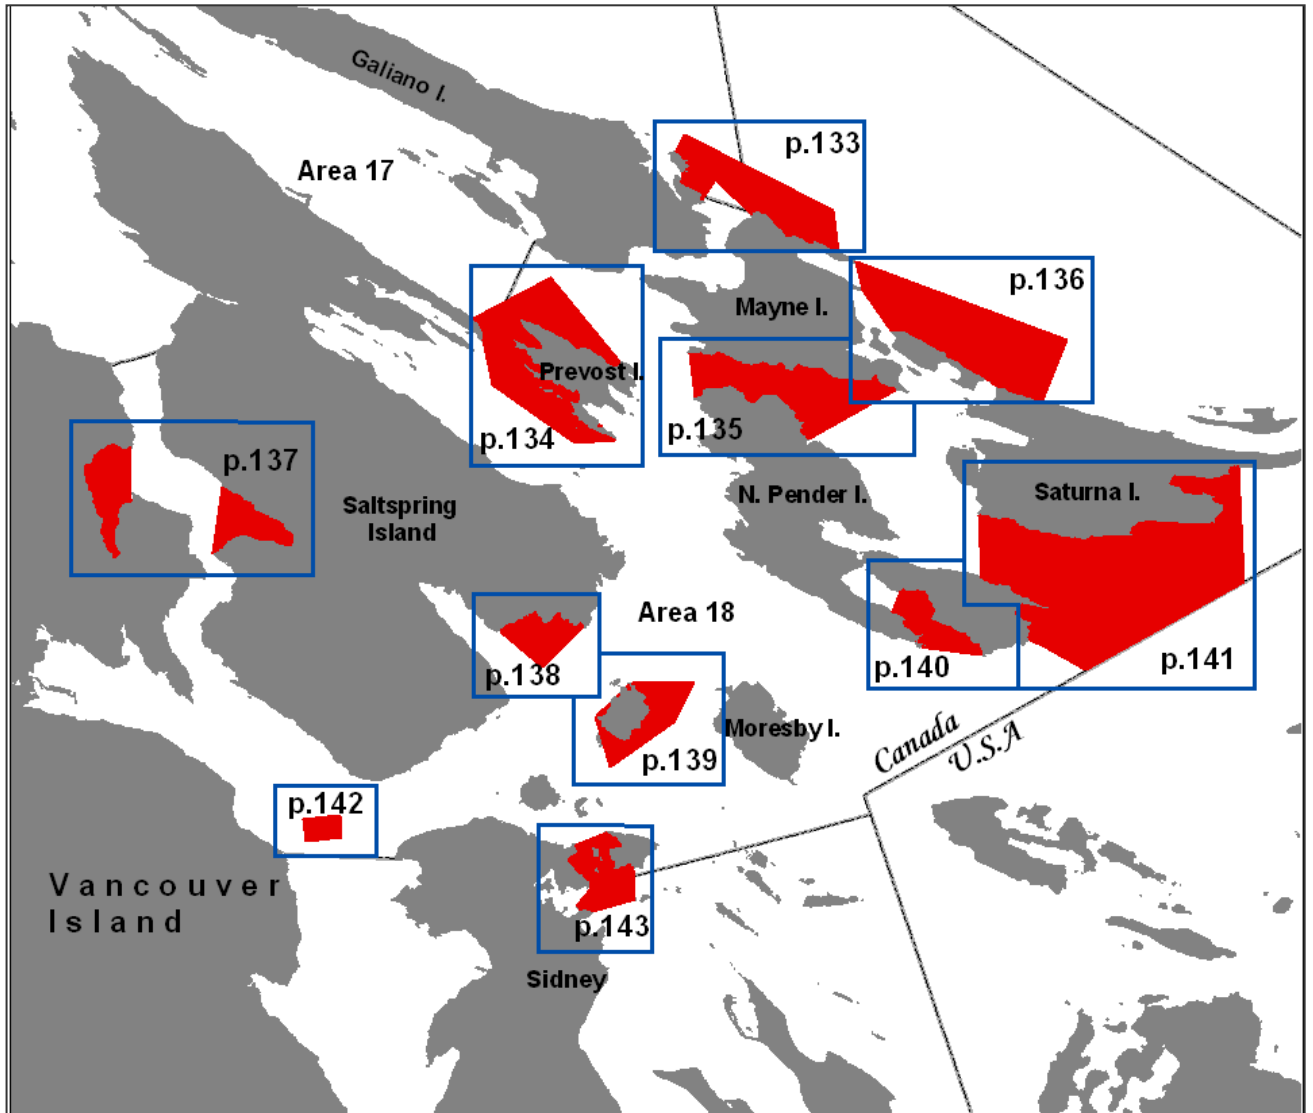 Galiano I.
p.133
Area 17
p.136
Mayne I.
Prevost I.
p.135
p.134
p.137
Saltspring
Island
N. Pender I.
Saturna I.
Area 18
p.138
p.140
p.141
Moresby I.
Canada
U.S.A
p.139
p.142
Vancouver
Island
p.143
Sidney